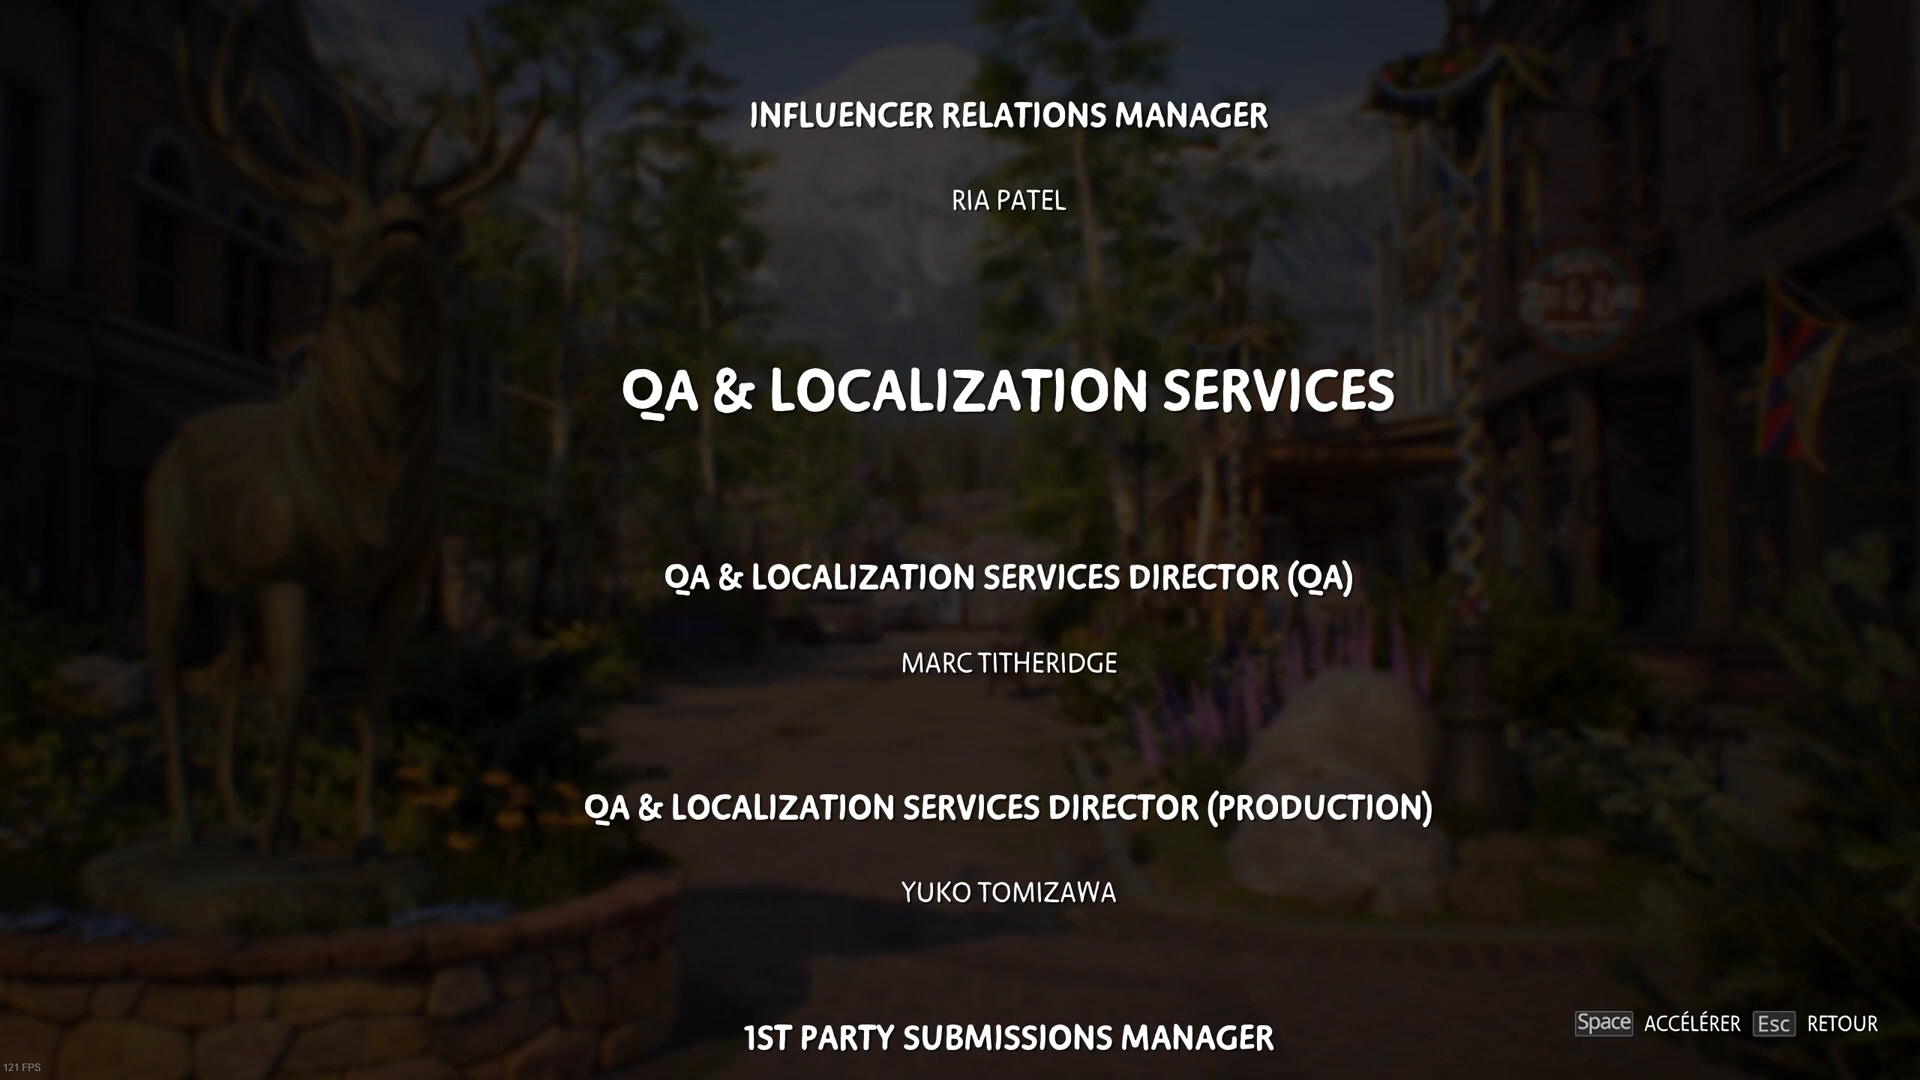 INFLUENCER RELATIONS MANAGER
RIA PATEL
QA & LOCALIZATION SERVICES
QA & LOCALIZATION SERVICES DIRECTOR (QA)
MARC TITHERIDGE
QA & LOCALIZATION SERVICES DIRECTOR (PRODUCTION)
YUKO TOMIZAWA
1ST PARTY SUBMISSIONS MANAGER
Space ACCÉLÉRER Esc RETOUR
121 FPS